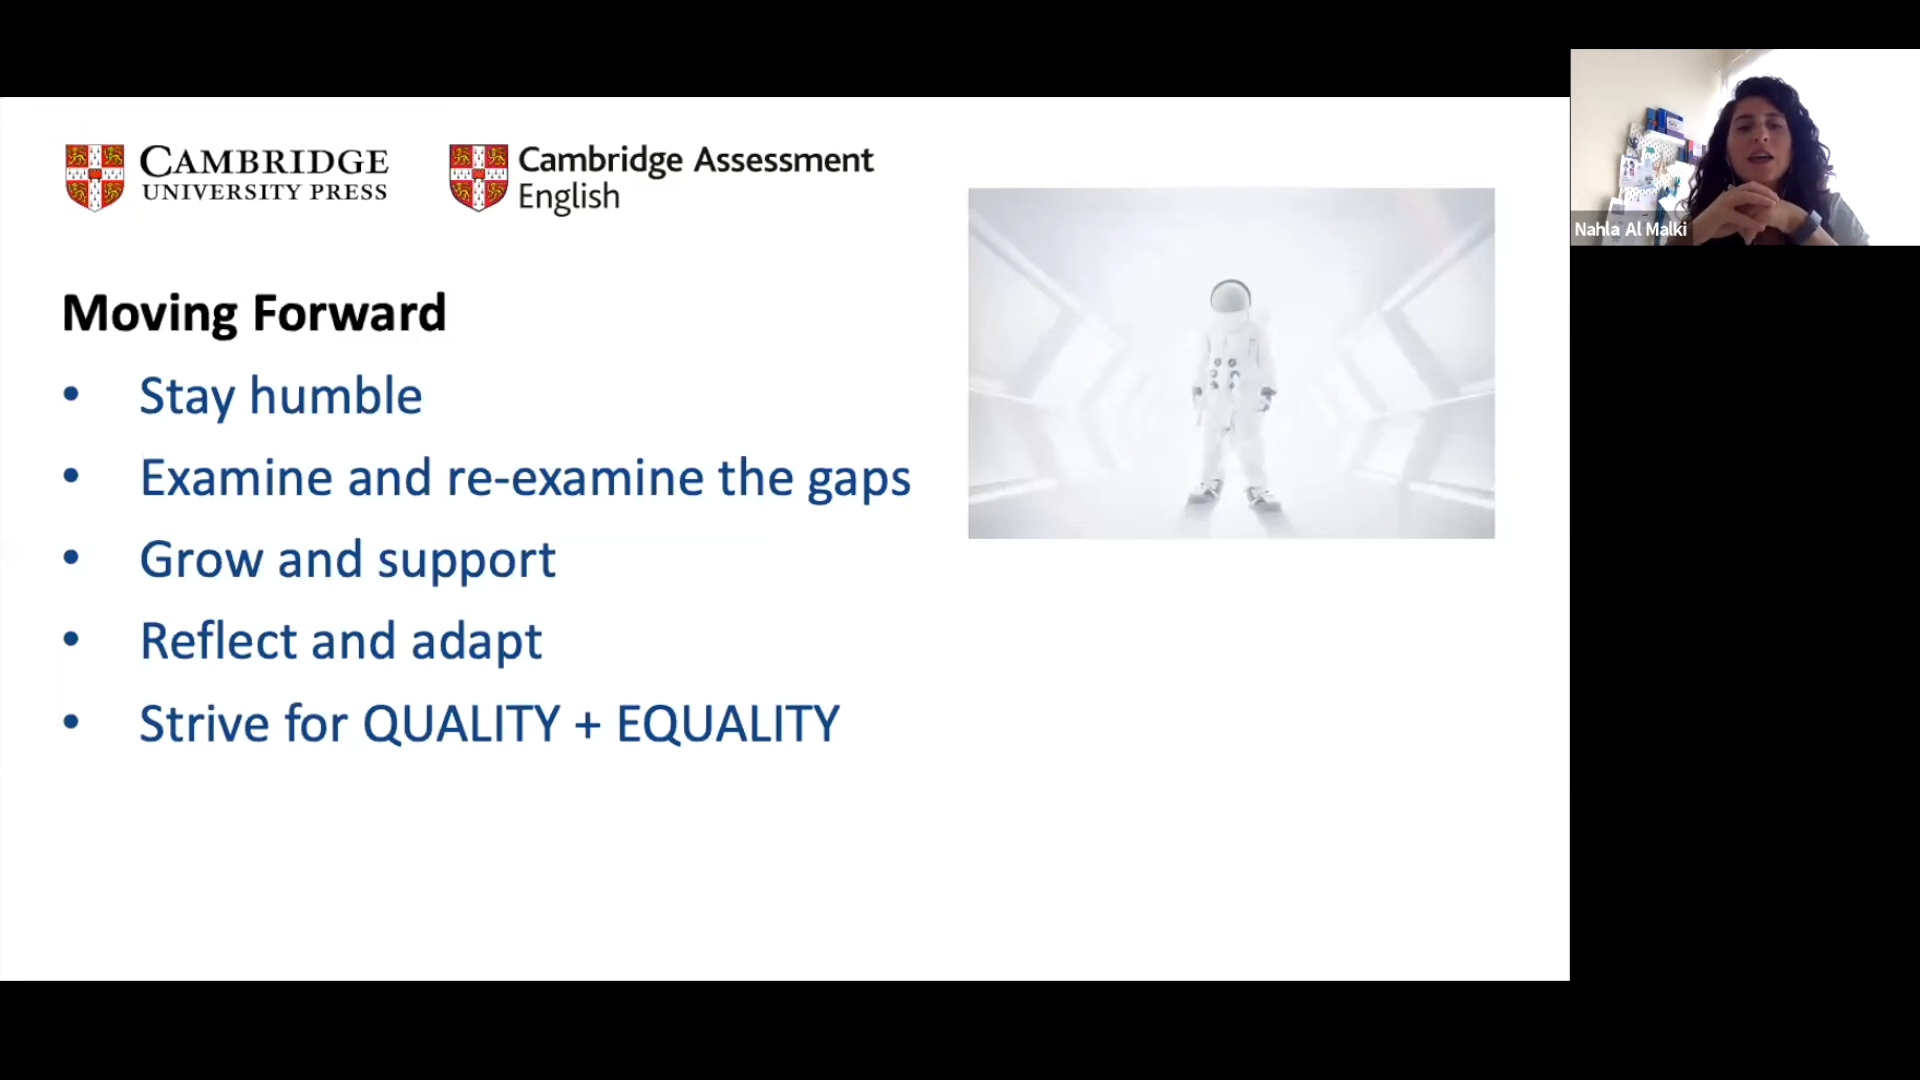 CAMBRIDGE
UNIVERSITY PRESS
Cambridge Assessment
English
Moving Forward
• Stay humble
• Examine and re-examine the gaps
• Grow and support
• Reflect and adapt
• Strive for QUALITY + EQUALITY
Nahla Al Malki